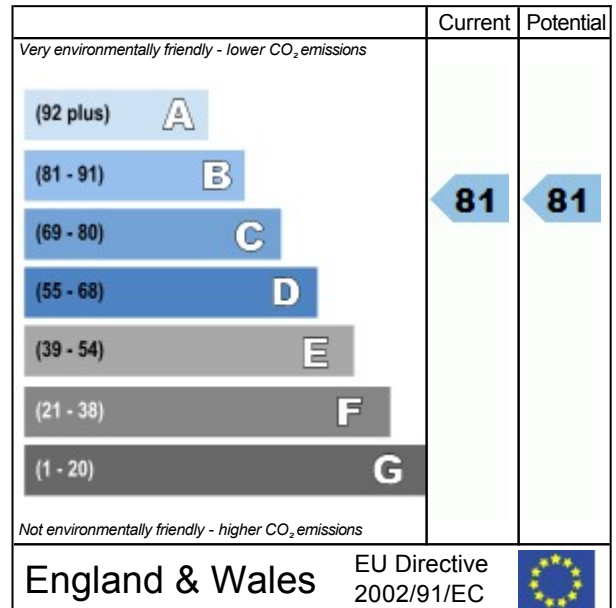 Current Potential
Very environmentally friendly - lower CO₂ emissions
(92 plus) A
(81 - 91) B
(69 - 80) C
(55 - 68) D
(39 - 54) E
(21 - 38) F
(1 - 20) G
81 81
Not environmentally friendly - higher CO₂ emissions
England & Wales
EU Directive
2002/91/EC